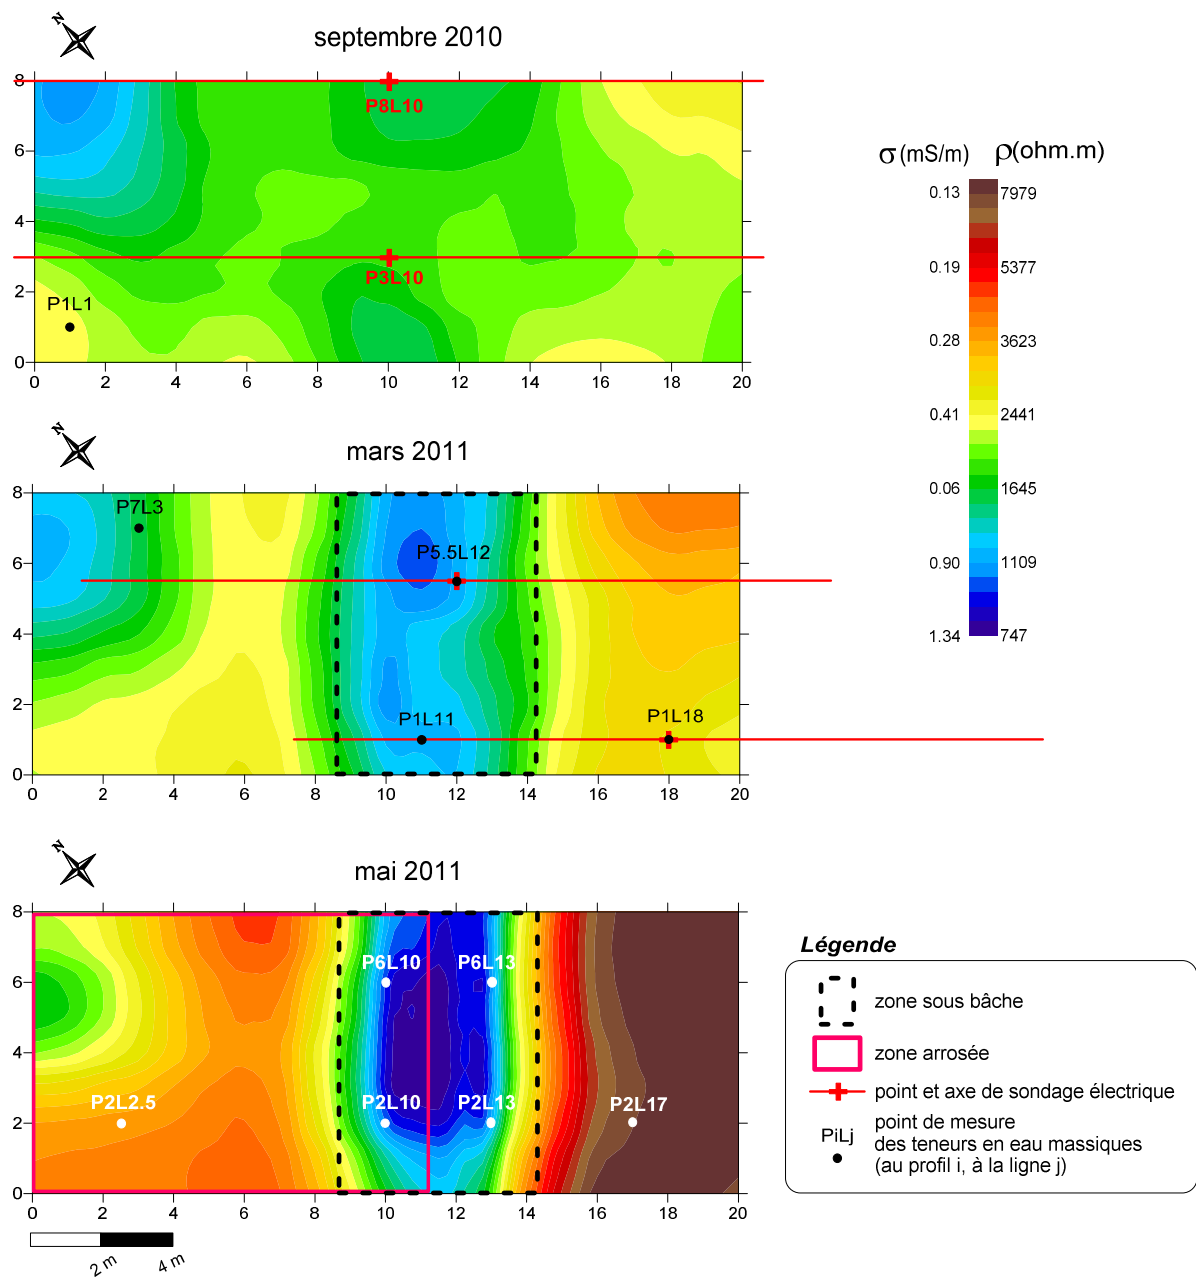 N
septembre 2010
8
6
4
2
0
P8L10
P3L10
P1L1
0 2 4 6 8 10 12 14 16 18 20
σ (mS/m) ρ(ohm.m)
0.13 7979
0.19 5377
0.28 3623
0.41 2441
0.06 1645
0.90 1109
1.34 747
N
mars 2011
8
6
4
2
0
P7L3
P5.5L12
P1L11
P1L18
0 2 4 6 8 10 12 14 16 18 20
N
mai 2011
8
6
4
2
0
P6L10 P6L13
P2L2.5 P2L10 P2L13 P2L17
0 2 4 6 8 10 12 14 16 18 20
2 m 4 m
Légende
zone sous bâche
zone arrosée
point et axe de sondage électrique
PiLj
point de mesure
des teneurs en eau massiques
(au profil i, à la ligne j)